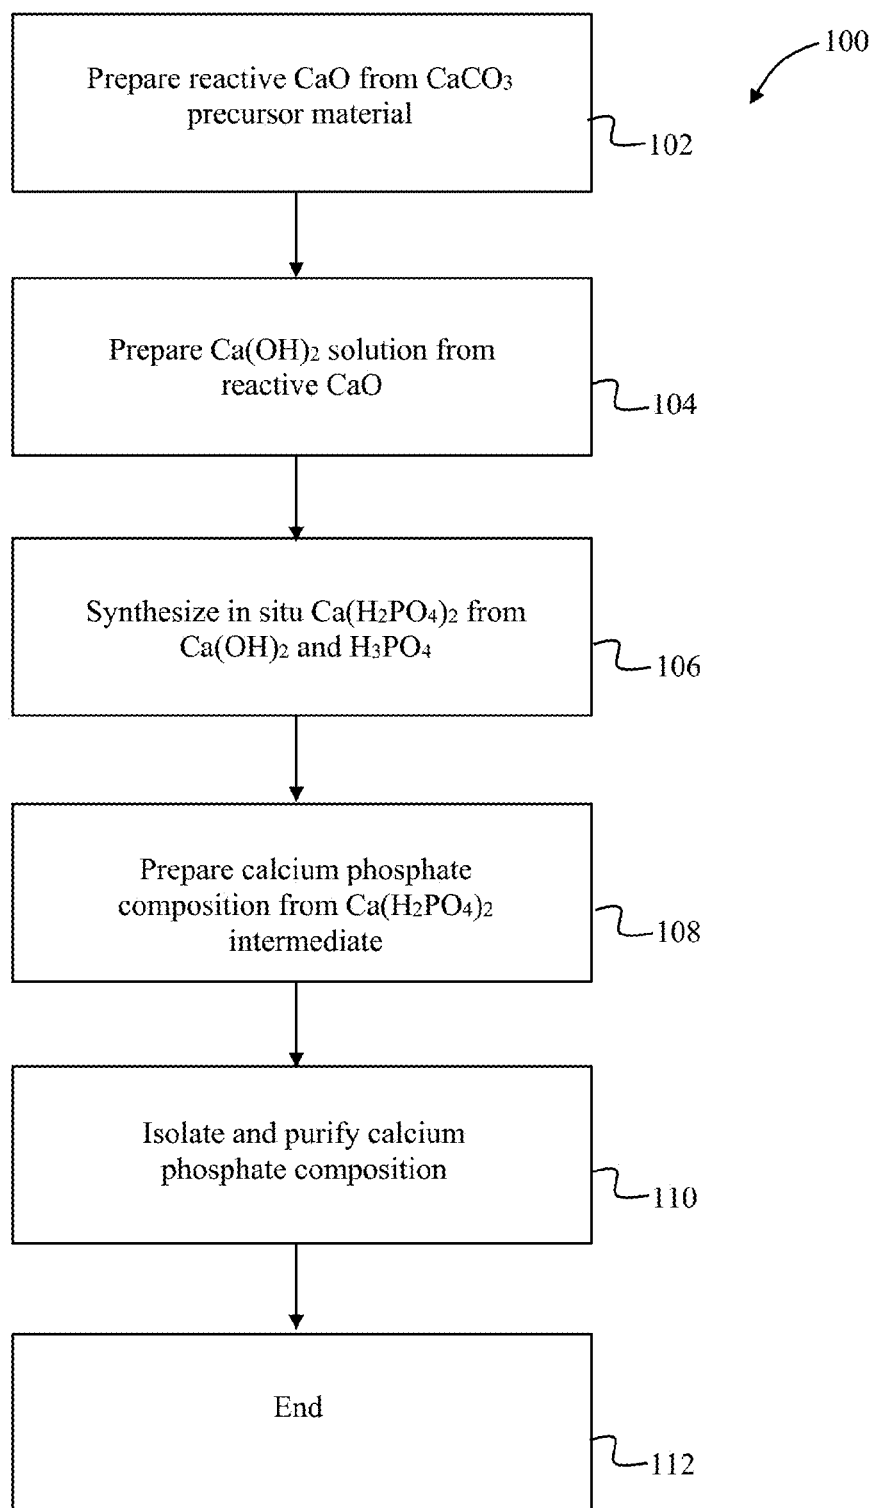 100
Prepare reactive CaO from CaCO₃
precursor material
102
Prepare Ca(OH)₂ solution from
reactive CaO
104
Synthesize in situ Ca(H₂PO₄)₂ from
Ca(OH)₂ and H₃PO₄
106
Prepare calcium phosphate
composition from Ca(H₂PO₄)₂
intermediate
108
Isolate and purify calcium
phosphate composition
110
End
112